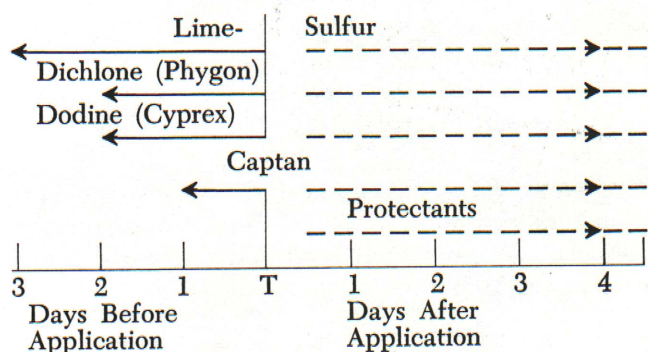 Lime- Sulfur
Dichlone (Phygon)
Dodine (Cyprex)
Captan
Protectants
3 2 1 T 1 2 3 4
Days Before Days After
Application Application